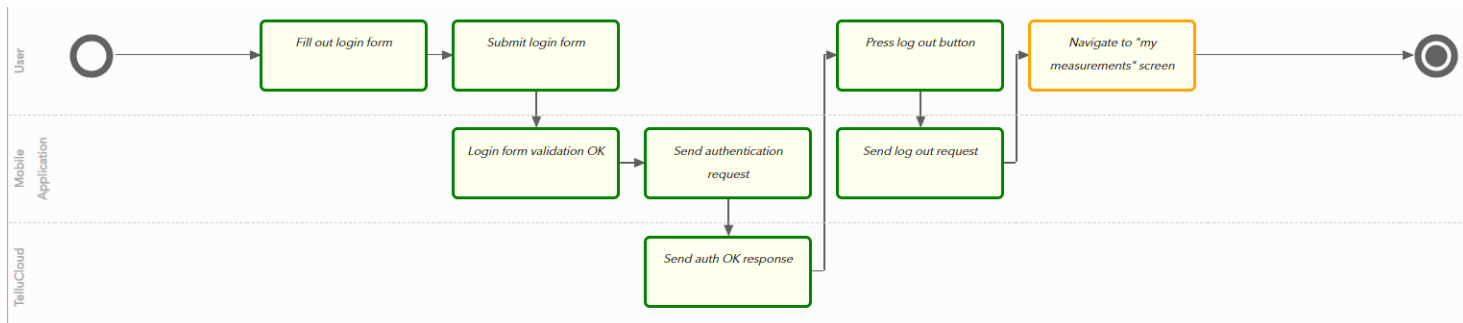 User
Fill out login form
Submit login form
Press log out button
Navigate to "my
measurements" screen
Mobile
Application
Login form validation OK
Send authentication
request
Send log out request
TelluCloud
Send auth OK response